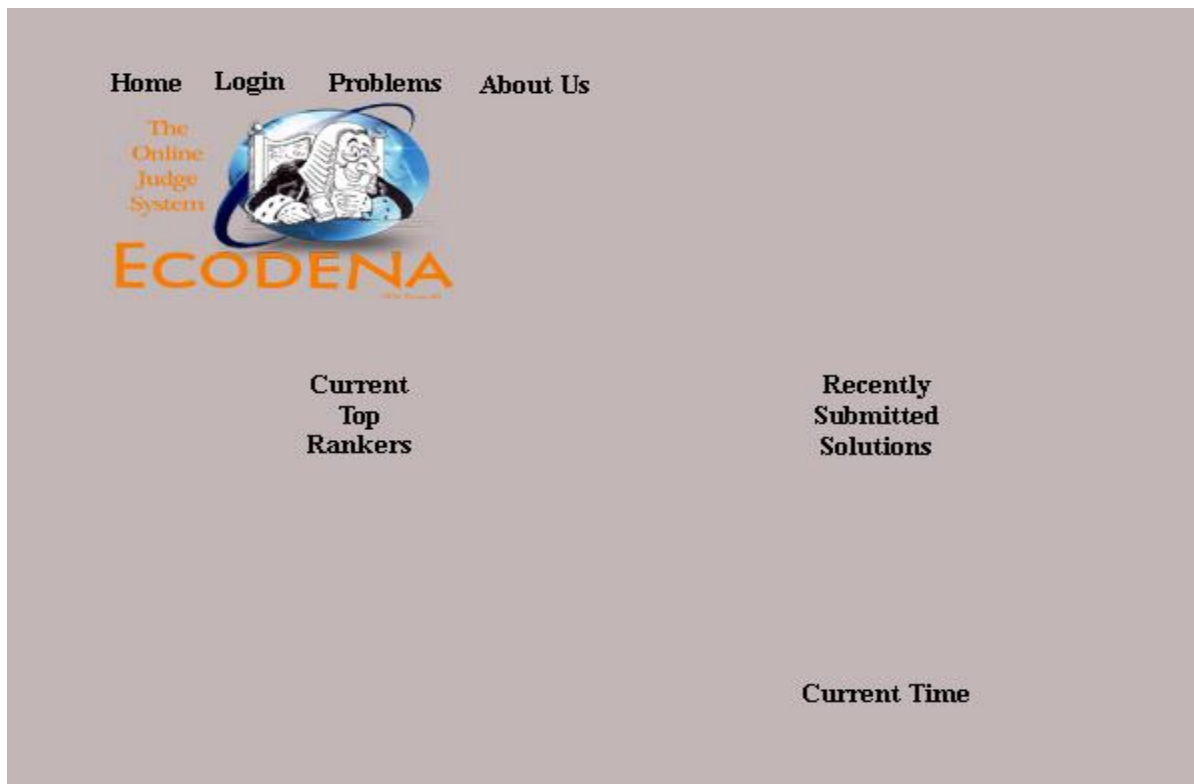 Home Login Problems About Us
The
Online
Judge
System
ECODENA
Current
Top
Rankers
Recently
Submitted
Solutions
Current Time